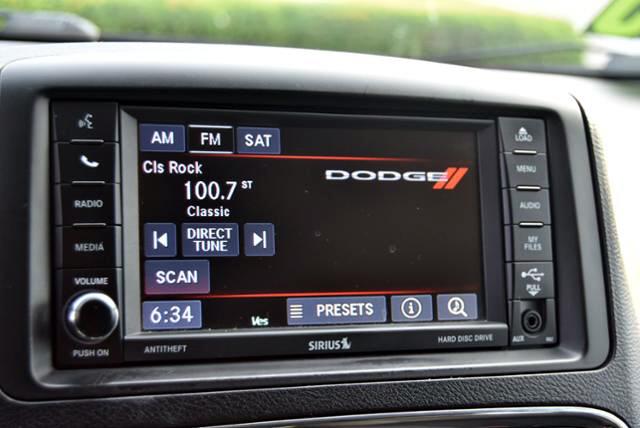 AM FM SAT
Cls Rock
100.7 ST
Classic
DIRECT
TUNE
SCAN
6:34
Ves
PRESETS
DODGE
RADIO
MEDIA
VOLUME
PUSH ON
ANTITHEFT
SIRIUS
HARD DISC DRIVE
LOAD
MENU
AUDIO
MY
FILES
PULL
AUX